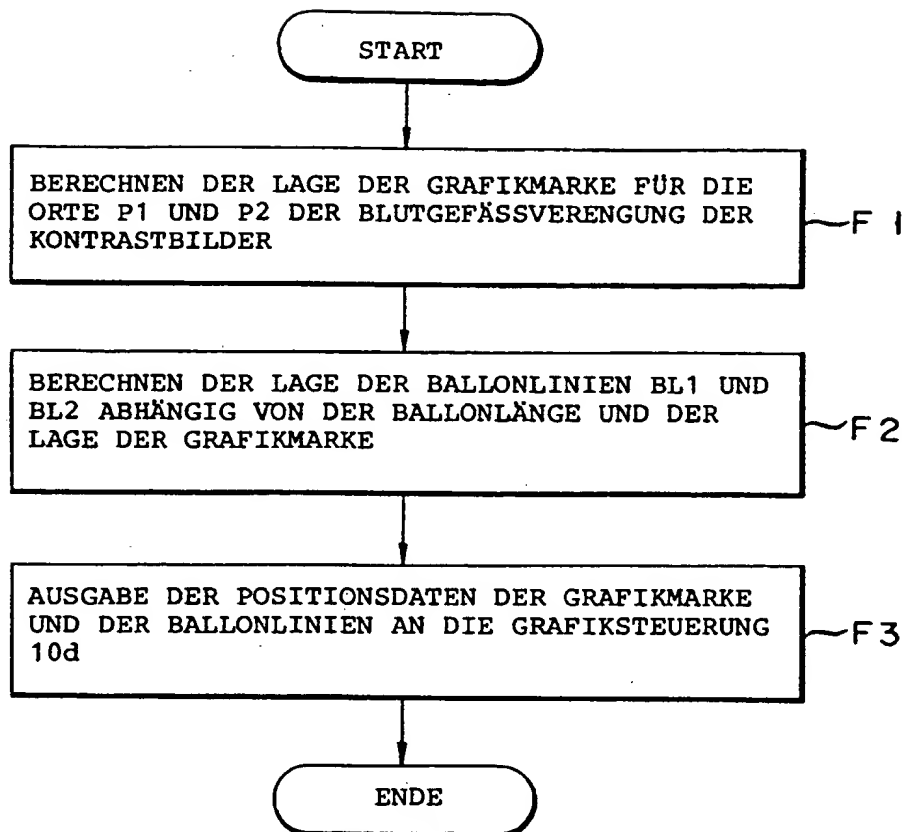 START
BERECHNEN DER LAGE DER GRAFIKMARKE FÜR DIE
ORTE P1 UND P2 DER BLUTGEFÄSSVERENGUNG DER
KONTRASTBILDER
F 1
BERECHNEN DER LAGE DER BALLONLINIEN BL1 UND
BL2 ABHÄNGIG VON DER BALLONLÄNGE UND DER
LAGE DER GRAFIKMARKE
F 2
AUSGABE DER POSITIONSDATEN DER GRAFIKMARKE
UND DER BALLONLINIEN AN DIE GRAFIKSTEUERUNG
10d
F 3
ENDE